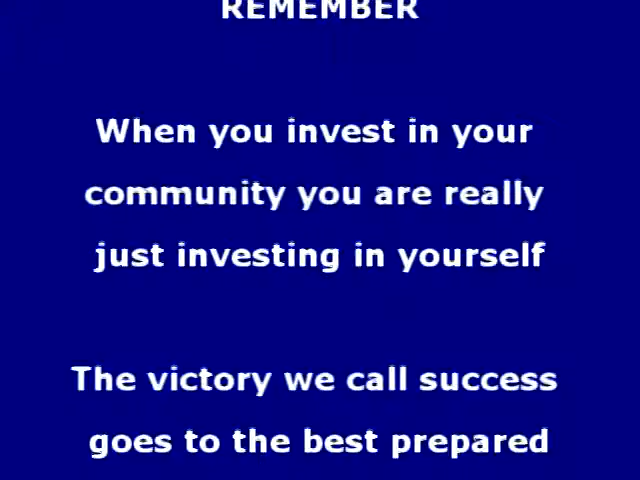 REMEMBER
When you invest in your
community you are really
just investing in yourself
The victory we call success
goes to the best prepared